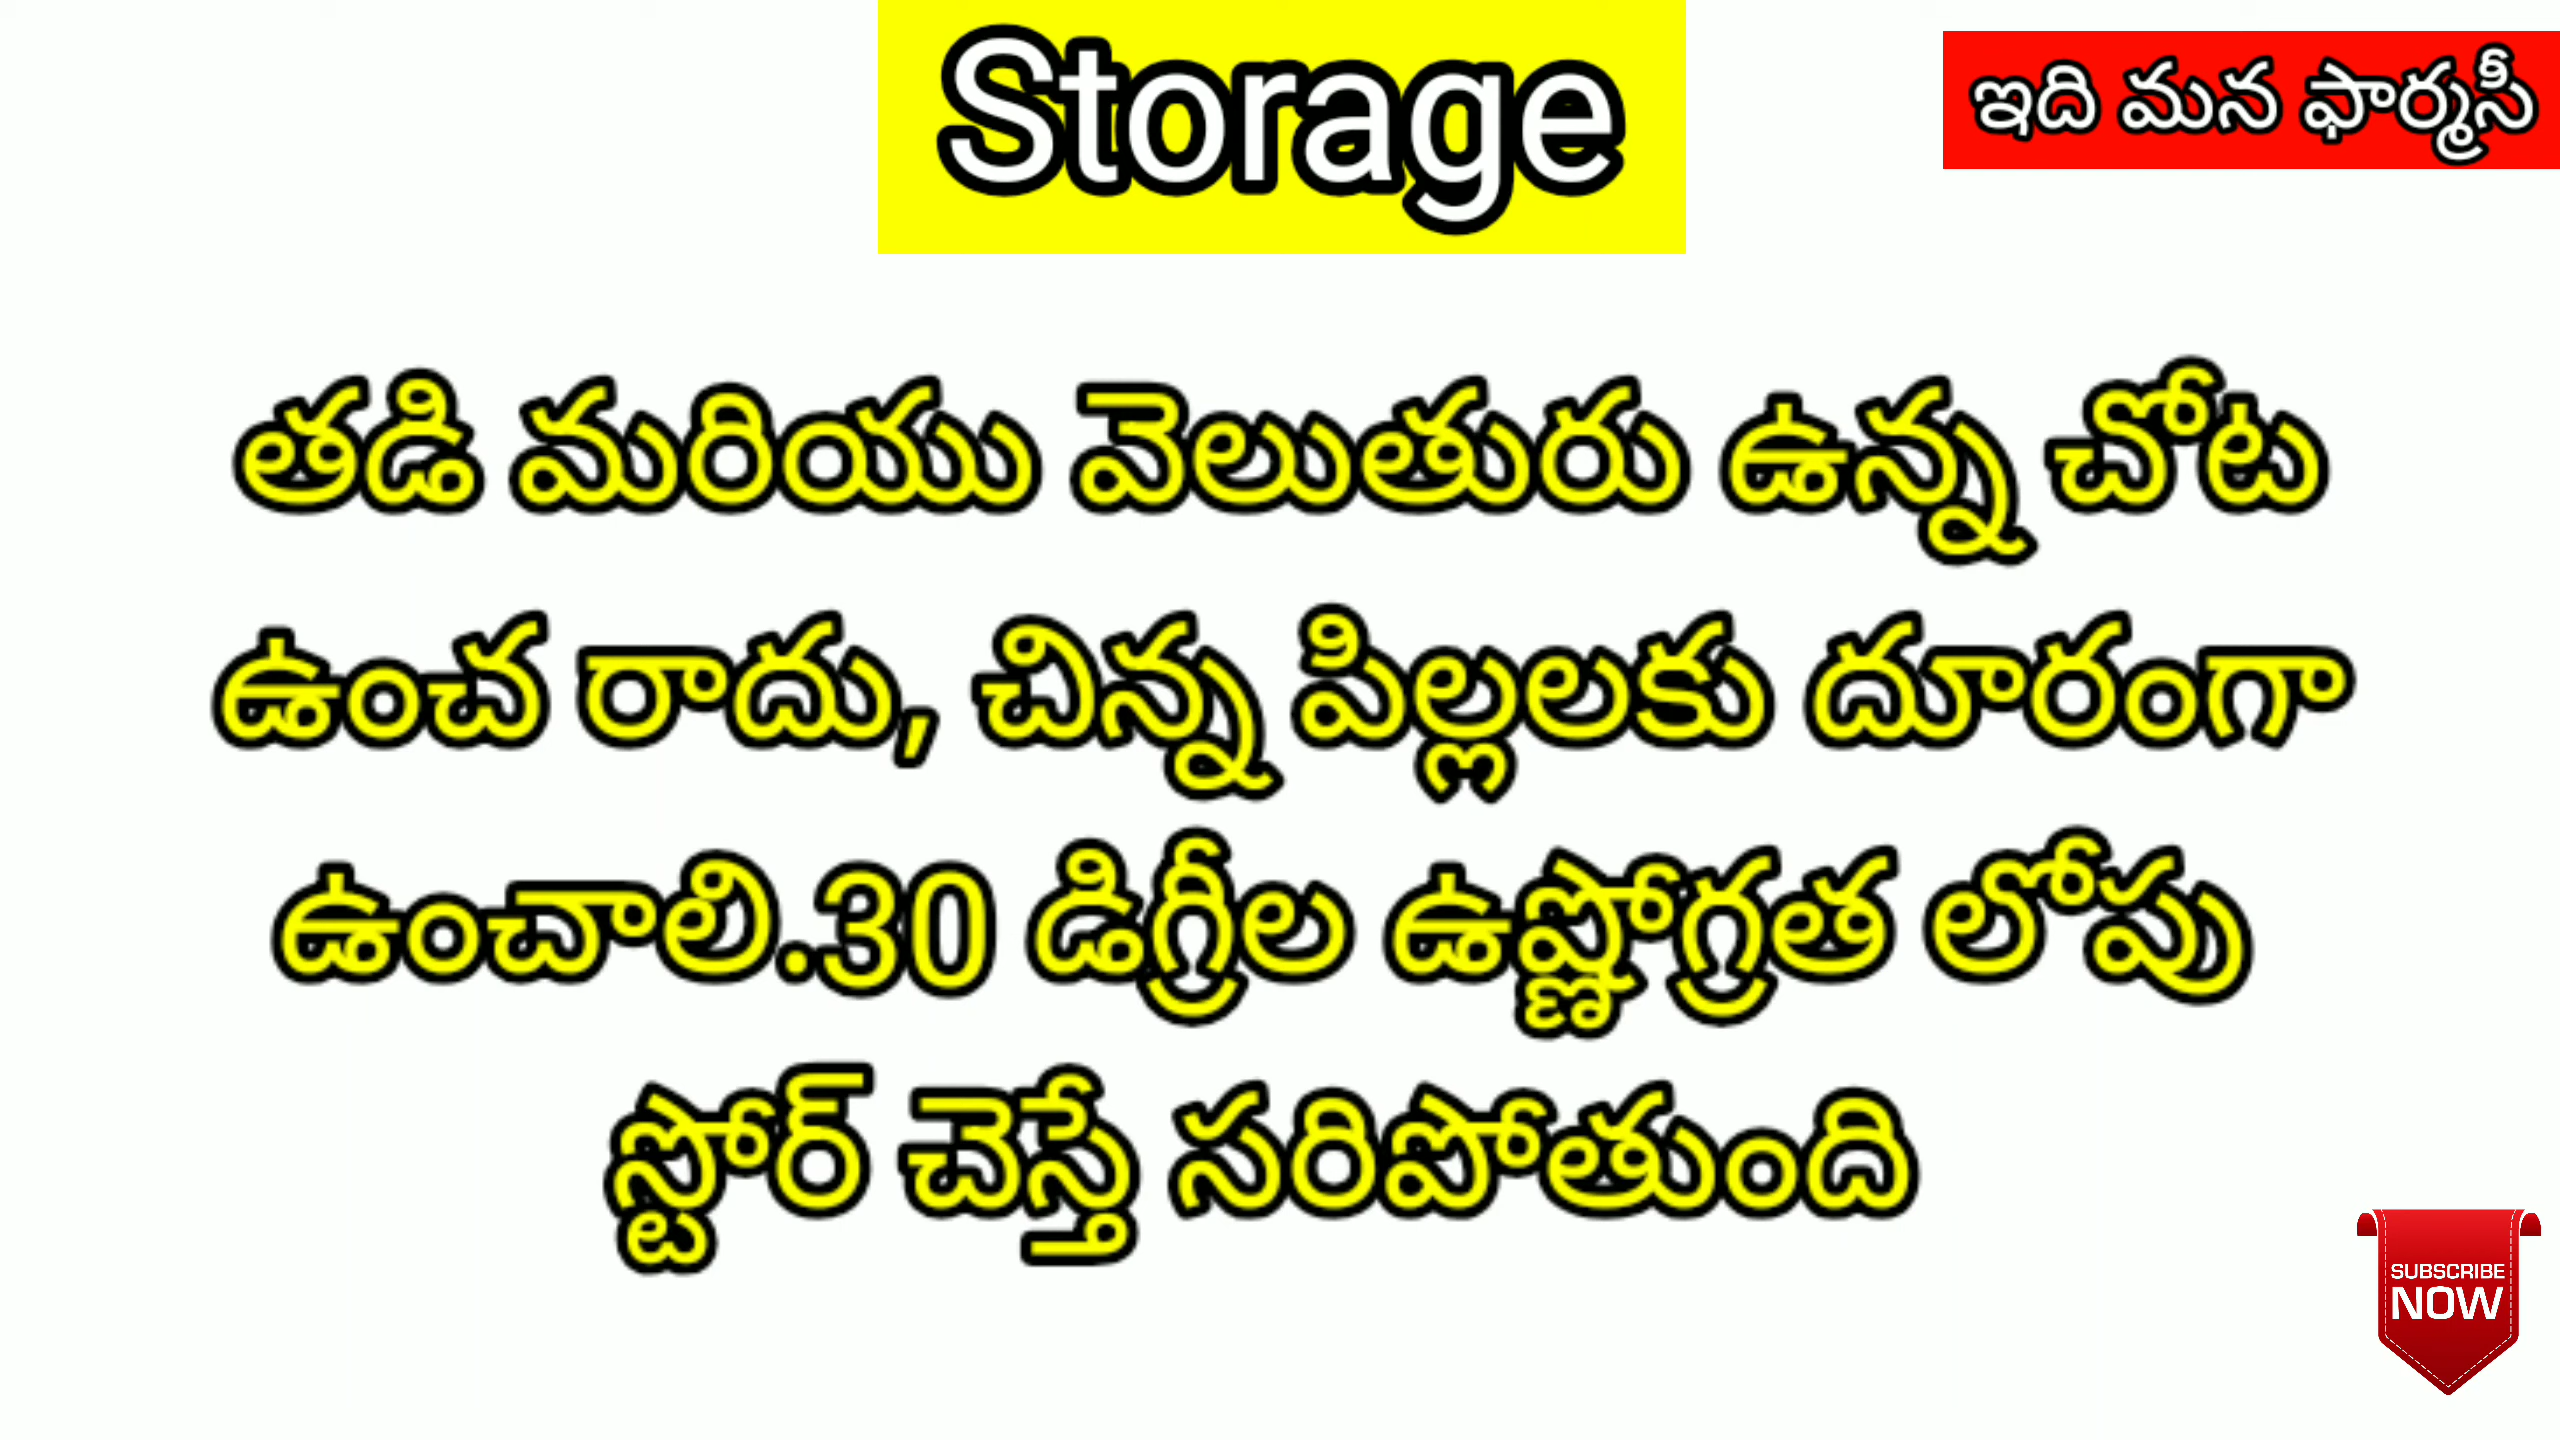 Storage
ఇది మన ఫార్మసీ
తడి మరియు వెలుతురు ఉన్న చోట
ఉంచ రాదు, చిన్న పిల్లలకు దూరంగా
ఉంచాలి.30 డిగ్రీల ఉష్ణోగ్రత లోపు
స్టోర్ చెస్తే సరిపోతుంది
SUBSCRIBE
NOW